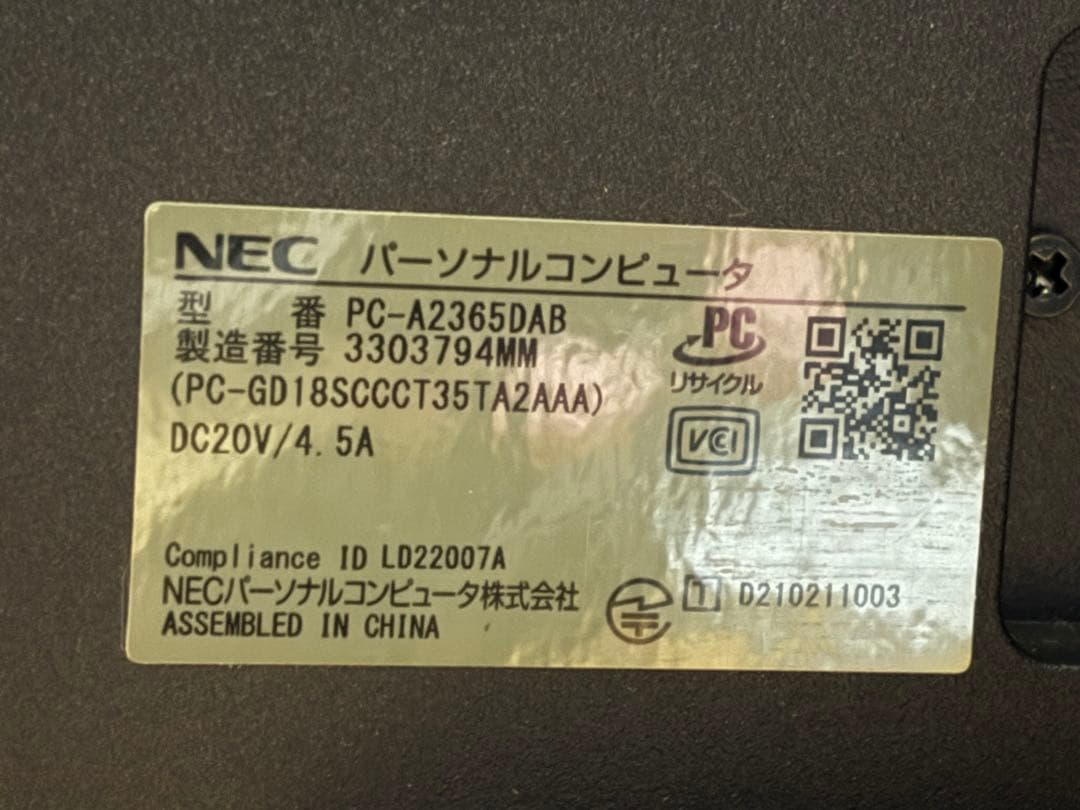 NEC パーソナルコンピュータ
型 番 PC-A2365DAB
製造番号 3303794MM
(PC-GD18SCCCT35TA2AAA)
DC20V/4.5A
PC
リサイクル
VCCI
Compliance ID LD22007A
NECパーソナルコンピュータ株式会社
ASSEMBLED IN CHINA
T D210211003